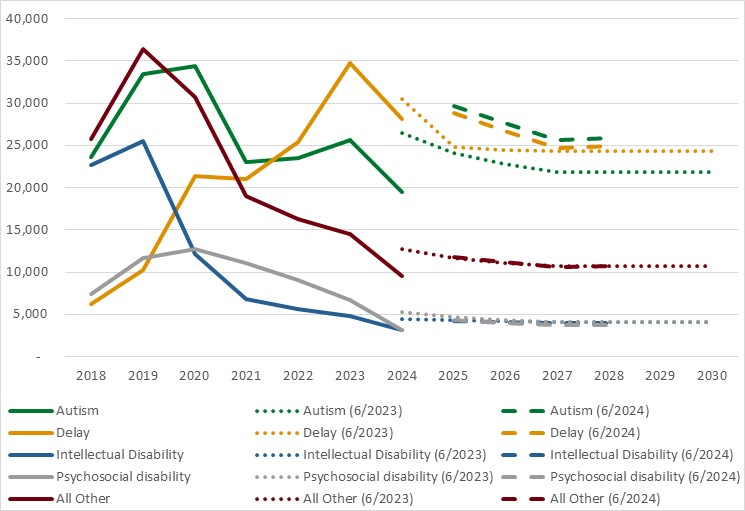 40,000
35,000
30,000
25,000
20,000
15,000
10,000
5,000
-
2018 2019 2020 2021 2022 2023 2024 2025 2026 2027 2028 2029 2030
Autism Autism (6/2023) Autism (6/2024)
Delay Delay (6/2023) Delay (6/2024)
Intellectual Disability Intellectual Disability (6/2023) Intellectual Disability (6/2024)
Psychosocial disability Psychosocial disability (6/2023) Psychosocial disability (6/2024)
All Other All Other (6/2023) All Other (6/2024)